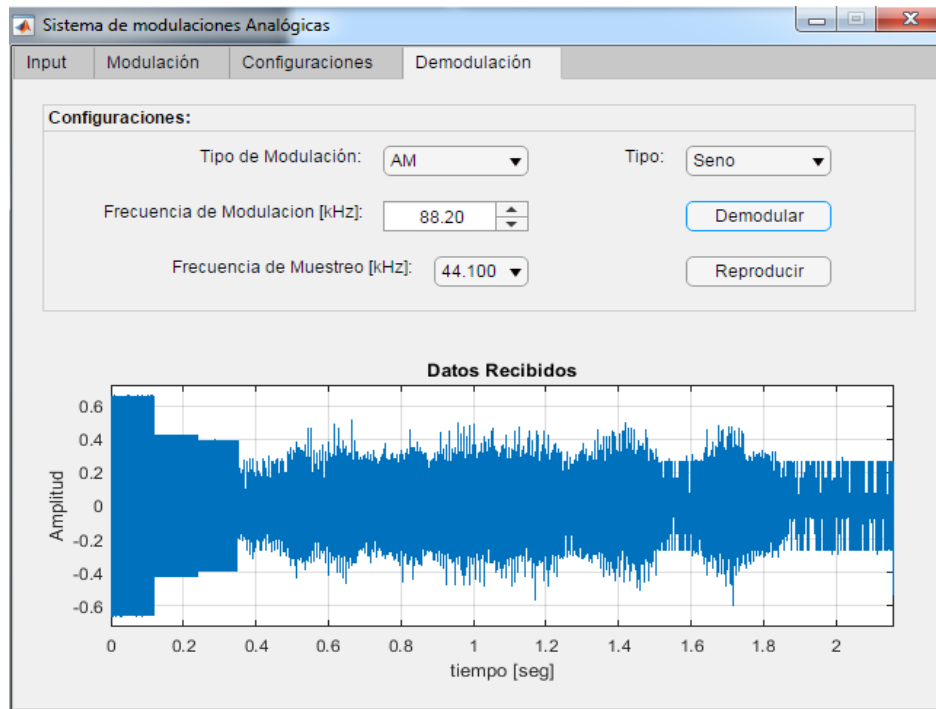 Sistema de modulaciones Analógicas
Input Modulación Configuraciones Demodulación
Configuraciones:
Tipo de Modulación: AM Tipo: Seno
Frecuencia de Modulacion [kHz]: 88.20 Demodular
Frecuencia de Muestreo [kHz]: 44.100 Reproducir
Datos Recibidos
0.6
0.4
0.2
0
-0.2
-0.4
-0.6
Amplitud
0 0.2 0.4 0.6 0.8 1 1.2 1.4 1.6 1.8 2
tiempo [seg]